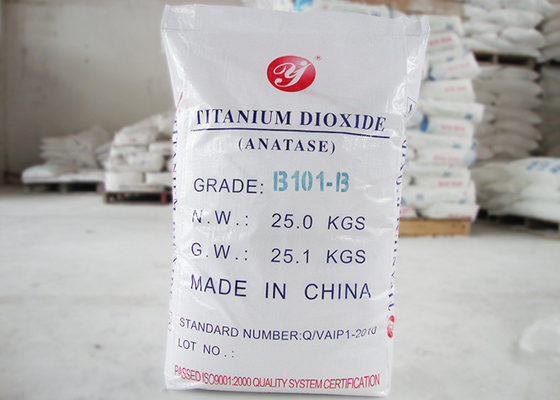 TITANIUM DIOXIDE
(ANATASE)
GRADE: B101-B
N.W.: 25.0 KGS
G.W.: 25.1 KGS
MADE IN CHINA
STANDARD NUMBER:Q/VAIP1-2010
LOT NO.:
PASSED ISO9001:2000 QUALITY SYSTEM CERTIFICATION